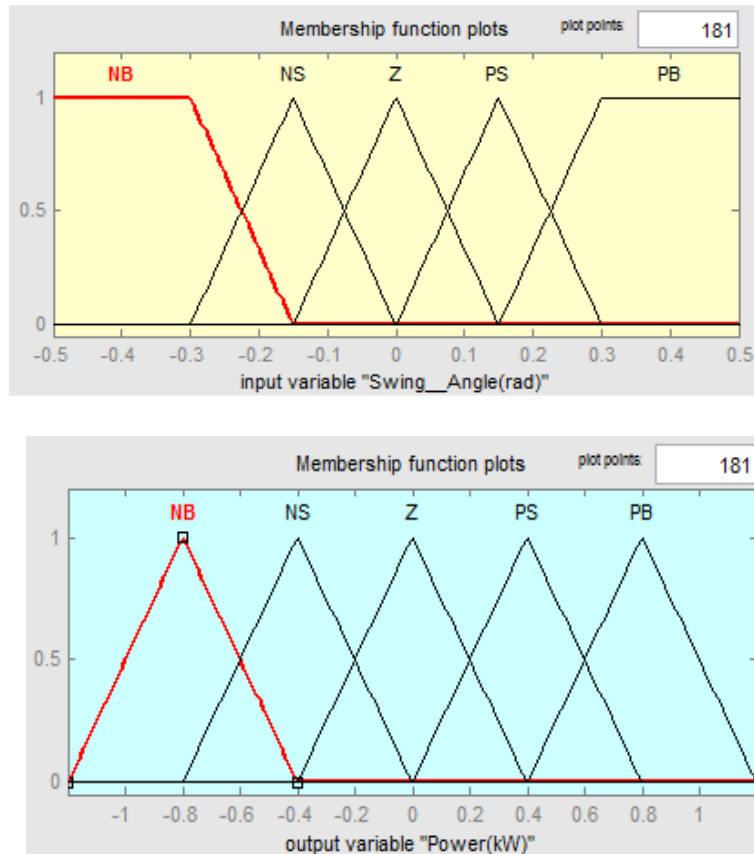 Membership function plots plot points: 181
NB NS Z PS PB
1
0.5
0
-0.5 -0.4 -0.3 -0.2 -0.1 0 0.1 0.2 0.3 0.4 0.5
input variable "Swing__Angle(rad)"
Membership function plots plot points: 181
NB NS Z PS PB
1
0.5
0
-1 -0.8 -0.6 -0.4 -0.2 0 0.2 0.4 0.6 0.8 1
output variable "Power(kW)"